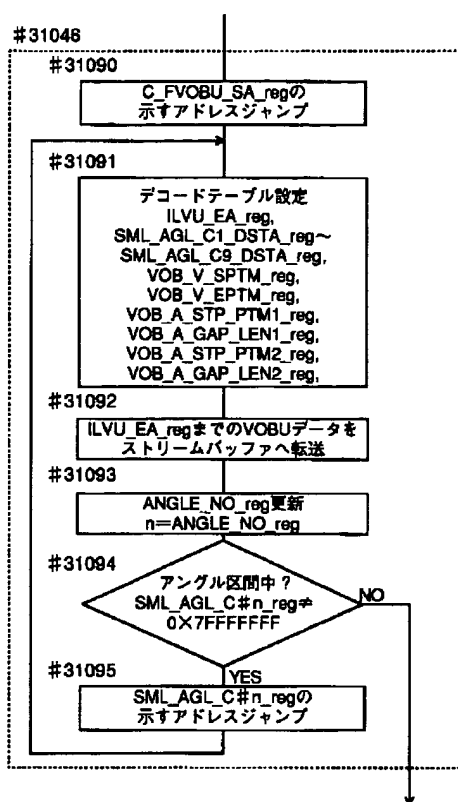 #31046
#31090
C_FVOBU_SA_regの
示すアドレスジャンプ
#31091
デコードテーブル設定
ILVU_EA_reg,
SML_AGL_C1_DSTA_reg~
SML_AGL_C9_DSTA_reg,
VOB_V_SPTM_reg,
VOB_V_EPTM_reg,
VOB_A_STP_PTM1_reg,
VOB_A_GAP_LEN1_reg,
VOB_A_STP_PTM2_reg,
VOB_A_GAP_LEN2_reg,
#31092
ILVU_EA_regまでのVOBUデータを
ストリームバッファへ転送
#31093
ANGLE_NO_reg更新
n=ANGLE_NO_reg
#31094
アングル区間中?
SML_AGL_C#n_reg≠
0×7FFFFFFF
NO
#31095
YES
SML_AGL_C#n_regの
示すアドレスジャンプ